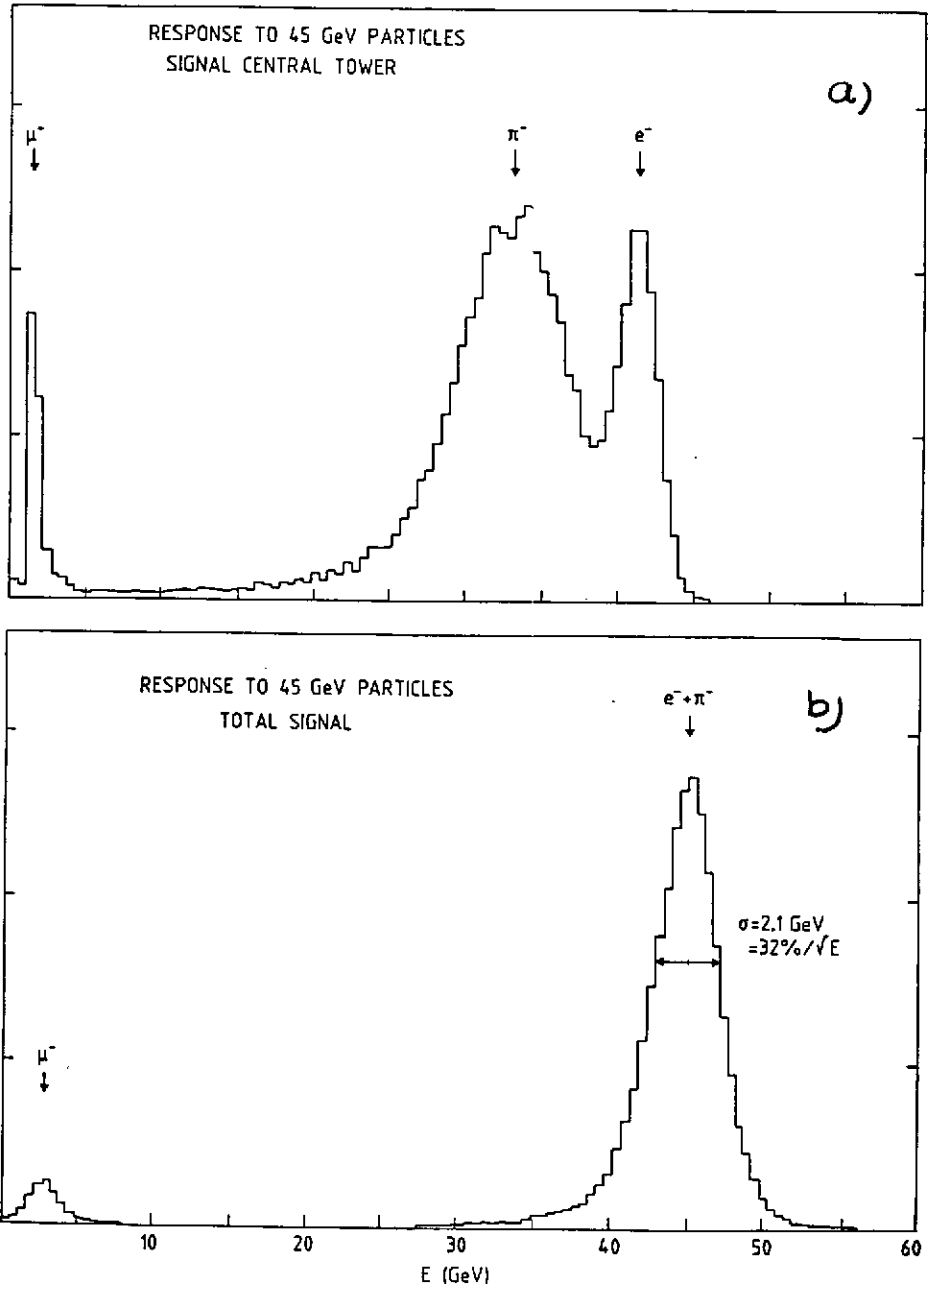 RESPONSE TO 45 GeV PARTICLES
SIGNAL CENTRAL TOWER
a)
μ⁻
π⁻
e⁻
RESPONSE TO 45 GeV PARTICLES
TOTAL SIGNAL
e⁻+π⁻
b)
σ=2.1 GeV
=32%/√E
μ⁻
10 20 30 40 50 60
E (GeV)